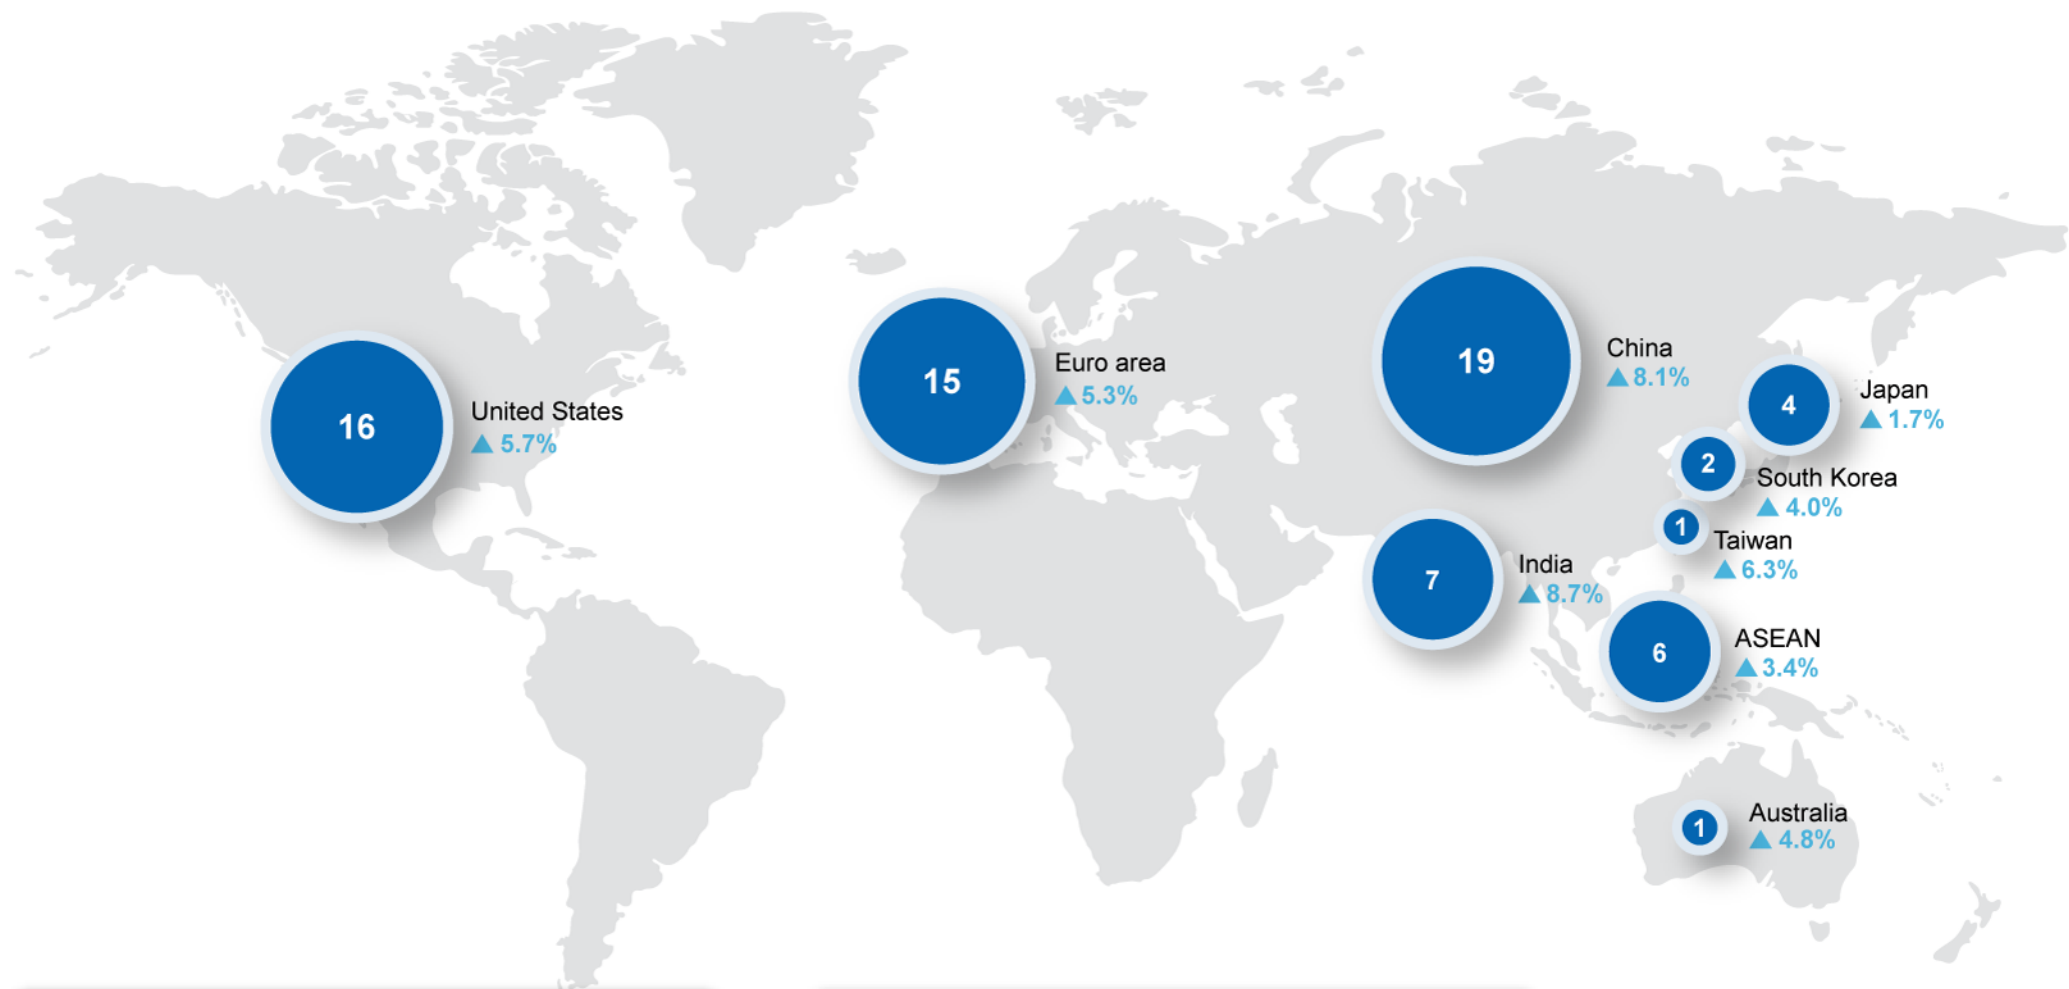 16
United States
▲ 5.7%
15
Euro area
▲ 5.3%
19
China
▲ 8.1%
4
Japan
▲ 1.7%
2
South Korea
▲ 4.0%
1
Taiwan
▲ 6.3%
7
India
▲ 8.7%
6
ASEAN
▲ 3.4%
1
Australia
▲ 4.8%